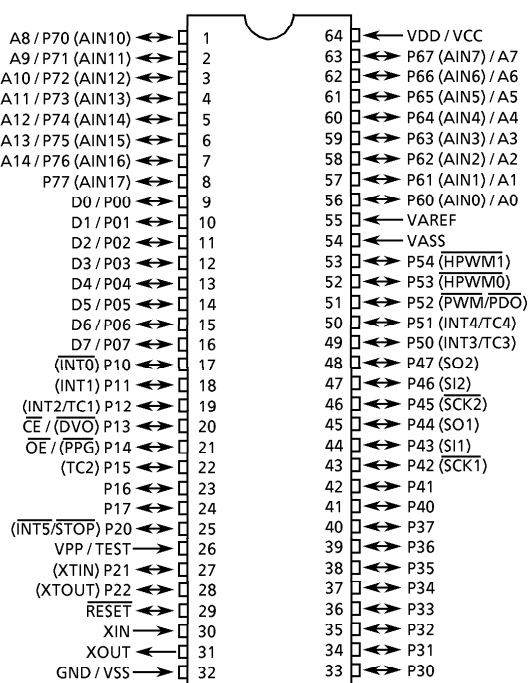 A8 / P70 (AIN10) 1 64 VDD / VCC
A9 / P71 (AIN11) 2 63 P67 (AIN7) / A7
A10 / P72 (AIN12) 3 62 P66 (AIN6) / A6
A11 / P73 (AIN13) 4 61 P65 (AIN5) / A5
A12 / P74 (AIN14) 5 60 P64 (AIN4) / A4
A13 / P75 (AIN15) 6 59 P63 (AIN3) / A3
A14 / P76 (AIN16) 7 58 P62 (AIN2) / A2
P77 (AIN17) 8 57 P61 (AIN1) / A1
D0 / P00 9 56 P60 (AIN0) / A0
D1 / P01 10 55 VAREF
D2 / P02 11 54 VASS
D3 / P03 12 53 P54 (HPWM1)
D4 / P04 13 52 P53 (HPWM0)
D5 / P05 14 51 P52 (PWM/PDO)
D6 / P06 15 50 P51 (INT4/TC4)
D7 / P07 16 49 P50 (INT3/TC3)
(INT0) P10 17 48 P47 (SO2)
(INT1) P11 18 47 P46 (SI2)
(INT2/TC1) P12 19 46 P45 (SCK2)
CE / (DVO) P13 20 45 P44 (SO1)
OE / (PPG) P14 21 44 P43 (SI1)
(TC2) P15 22 43 P42 (SCK1)
P16 23 42 P41
P17 24 41 P40
(INT5/STOP) P20 25 40 P37
VPP / TEST 26 39 P36
(XTIN) P21 27 38 P35
(XTOUT) P22 28 37 P34
RESET 29 36 P33
XIN 30 35 P32
XOUT 31 34 P31
GND / VSS 32 33 P30